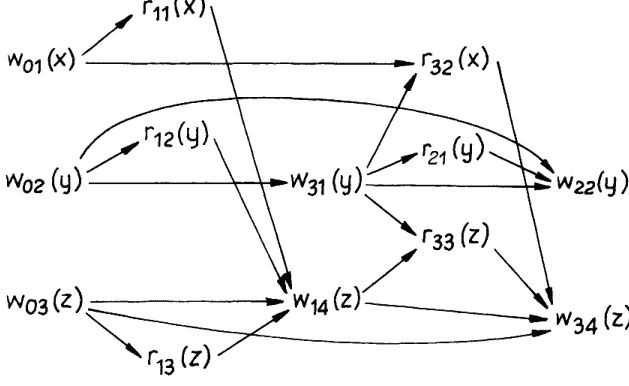 r₁₁(x)
w₀₁(x) r₃₂(x)
r₁₂(y) r₂₁(y)
w₀₂(y) w₃₁(y) w₂₂(y)
r₃₃(z)
w₀₃(z) w₁₄(z) w₃₄(z)
r₁₃(z)